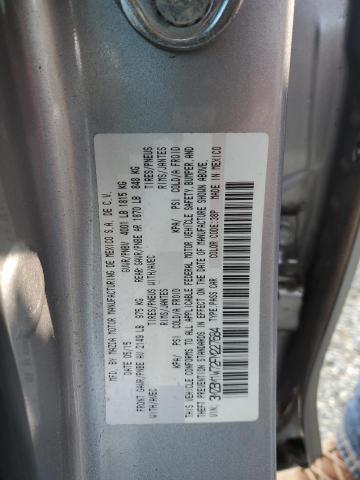 MFD BY MAZDA MOTOR MANUFACTURING DE MEXICO S.A. DE C.V.
DATE 05/15 GVWR/PNBV 4001 LB 1815 KG
FRONT GAWR/PNBE AU 2149 LB 975 KG REAR GAWR/PNBE AR 1870 LB 848 KG
WITH/AVEC TIRES/PNEUS WITH/AVEC TIRES/PNEUS
RIMS/JANTES RIMS/JANTES
KPA/ PSI COLD/A FROID KPA/ PSI COLD/A FROID
THIS VEHICLE CONFORMS TO ALL APPLICABLE FEDERAL MOTOR VEHICLE SAFETY, BUMPER, AND
THEFT PREVENTION STANDARDS IN EFFECT ON THE DATE OF MANUFACTURE SHOWN ABOVE.
TYPE: PASS CAR COLOR CODE: 38P MADE IN MEXICO
VIN: